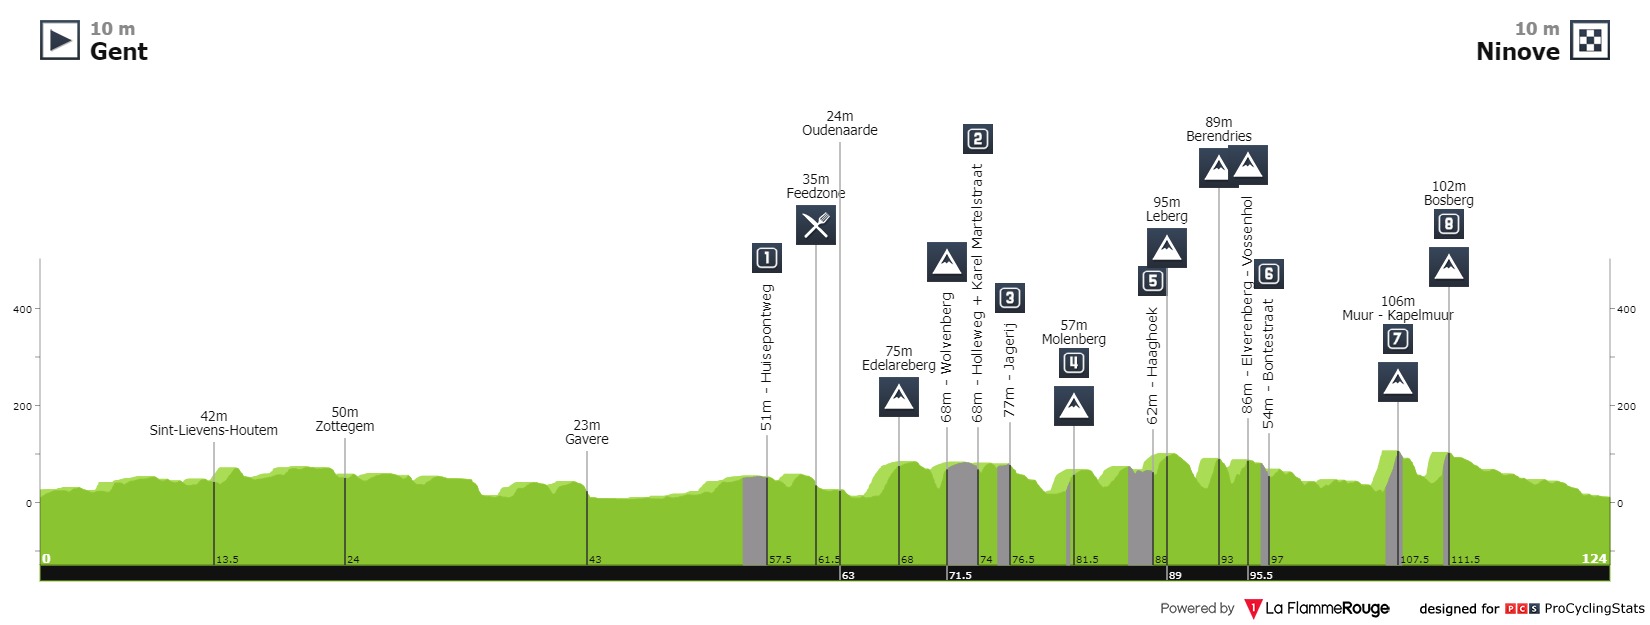 10 m
Gent
10 m
Ninove
24m
Oudenaarde
89m
Berendries
2
35m
Feedzone
95m
Leberg
102m
Bosberg
8
1
5
6
3
400
400
106m
Muur - Kapelmuur
7
57m
Molenberg
4
75m
Edelareberg
51m - Huisepontweg
68m - Wolvenberg
68m - Holleweg + Karel Martelstraat
77m - Jagerij
62m - Haaghoek
86m - Elverenberg - Vossenhol
54m - Bontestraat
200
200
42m
Sint-Lievens-Houtem
50m
Zottegem
23m
Gavere
0
0
0
13.5
24
43
57.5
61.5
68
74
76.5
81.5
88
93
97
107.5
111.5
124
63
71.5
89
95.5
Powered by La FlammeRouge designed for PCS ProCyclingStats